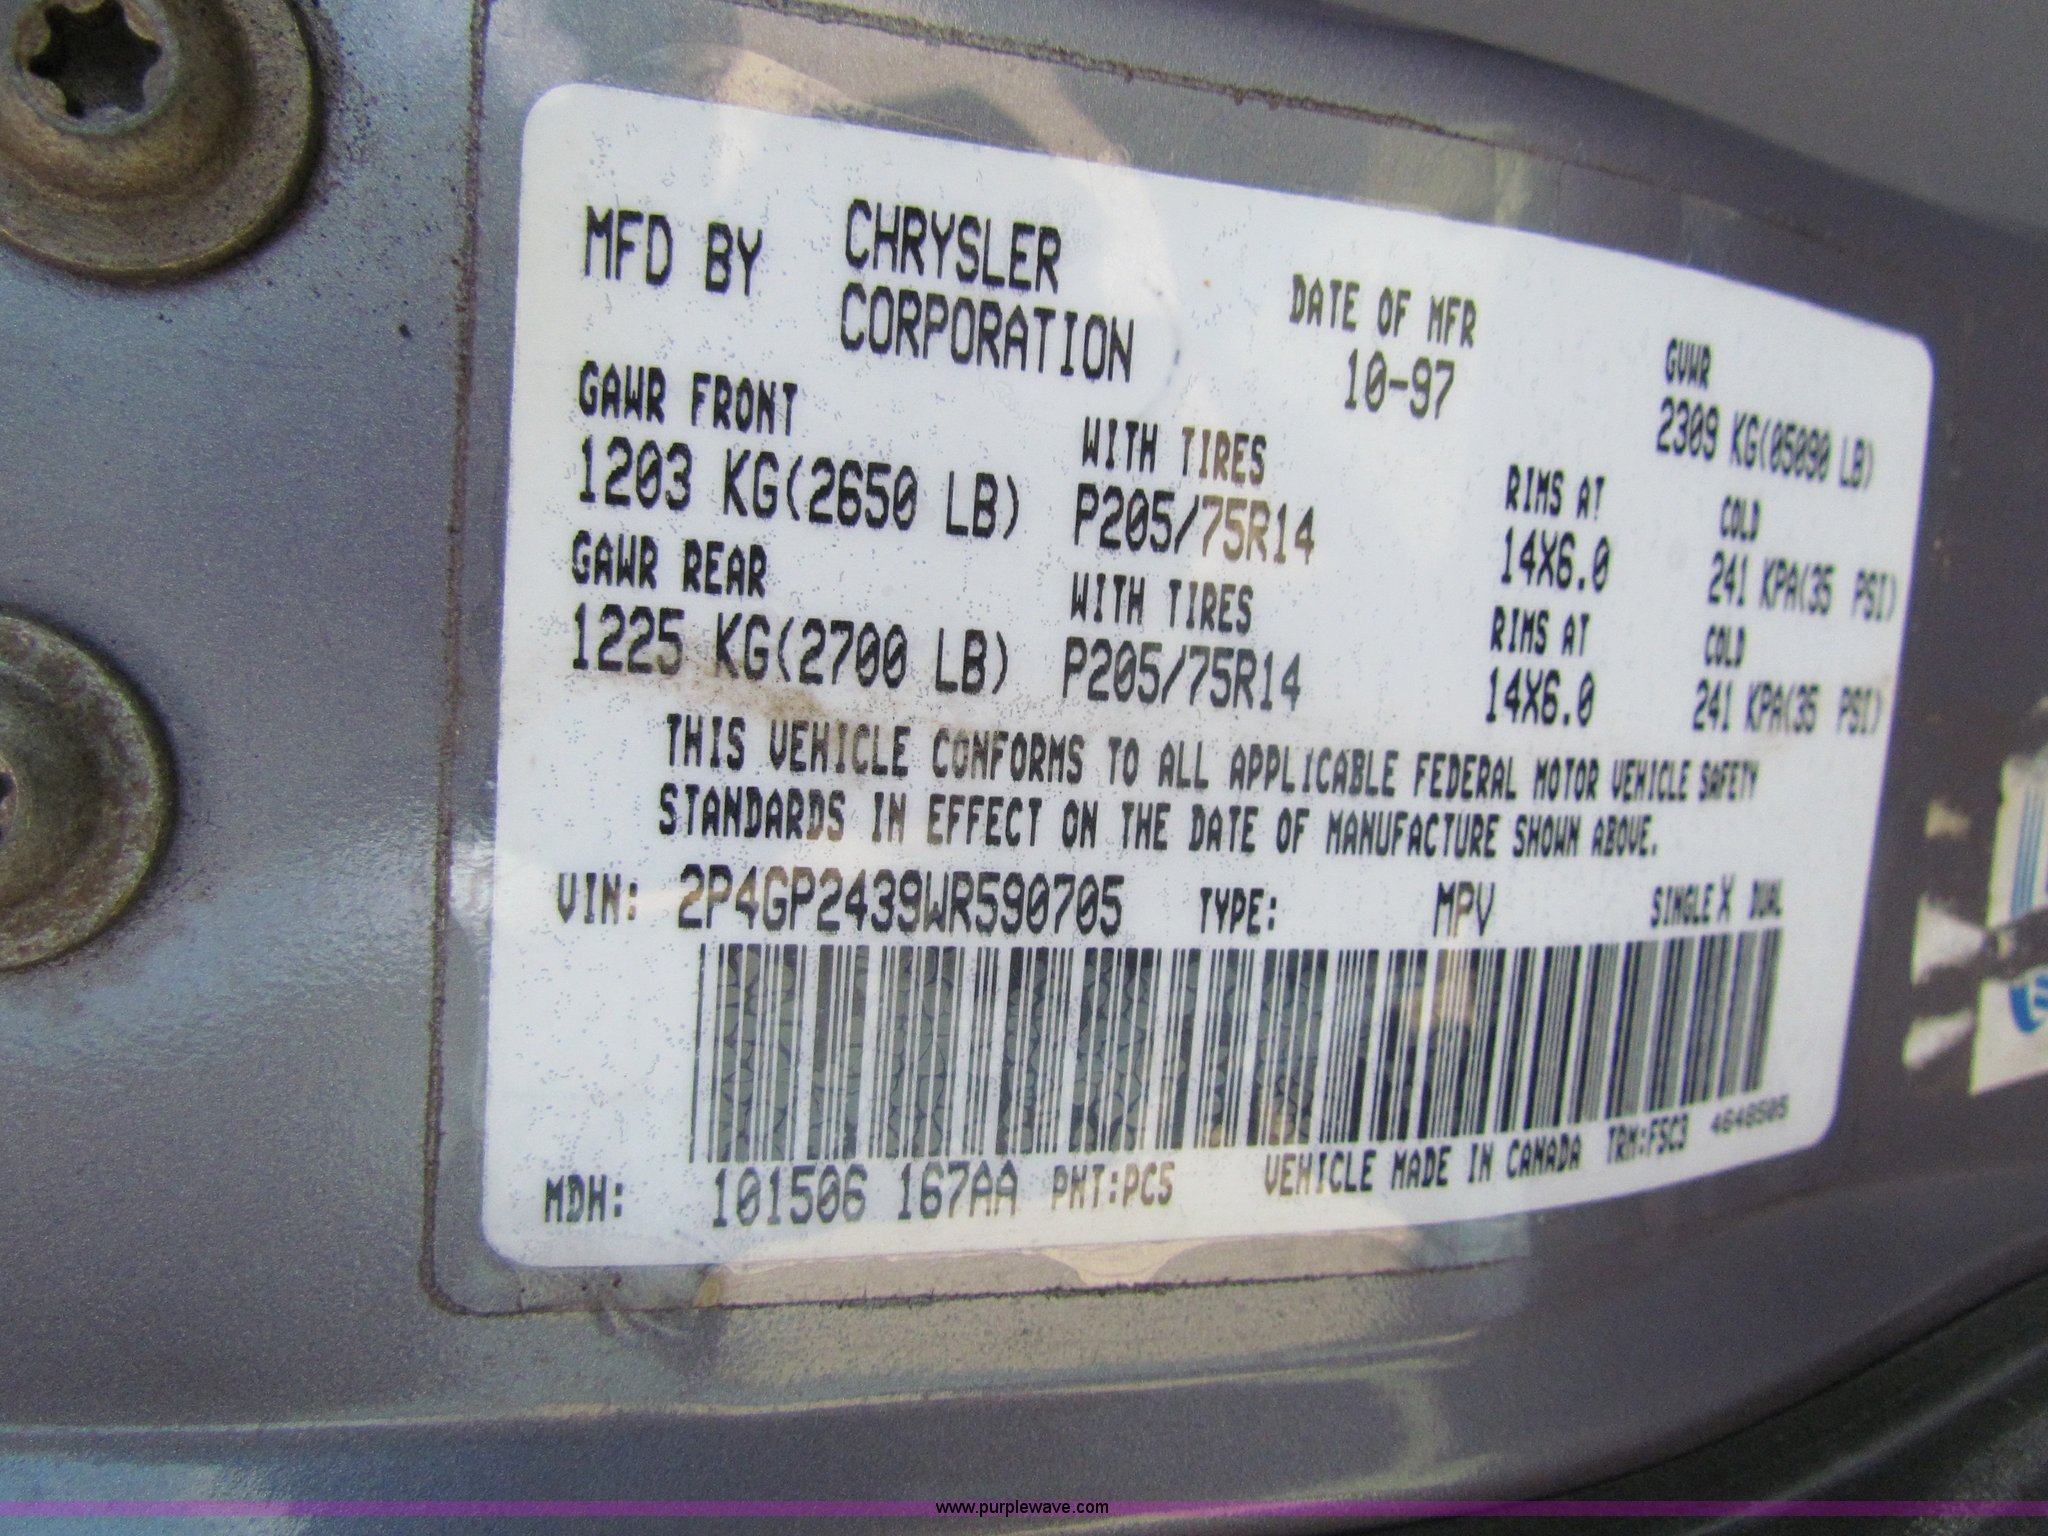 MFD BY CHRYSLER CORPORATION
DATE OF MFR
10-97
GVWR
2309 KG(05090 LB)
GAWR FRONT WITH TIRES RIMS AT COLD
1203 KG(2650 LB) P205/75R14 14X6.0 241 KPA(35 PSI)
GAWR REAR WITH TIRES RIMS AT COLD
1225 KG(2700 LB) P205/75R14 14X6.0 241 KPA(35 PSI)
THIS VEHICLE CONFORMS TO ALL APPLICABLE FEDERAL MOTOR VEHICLE SAFETY
STANDARDS IN EFFECT ON THE DATE OF MANUFACTURE SHOWN ABOVE.
VIN: 2P4GP2439WR590705 TYPE: MPV SINGLE X DUAL
MDH: 101506 167AA PNT:PC5 VEHICLE MADE IN CANADA TRM:F5C3 4648505
www.purplewave.com